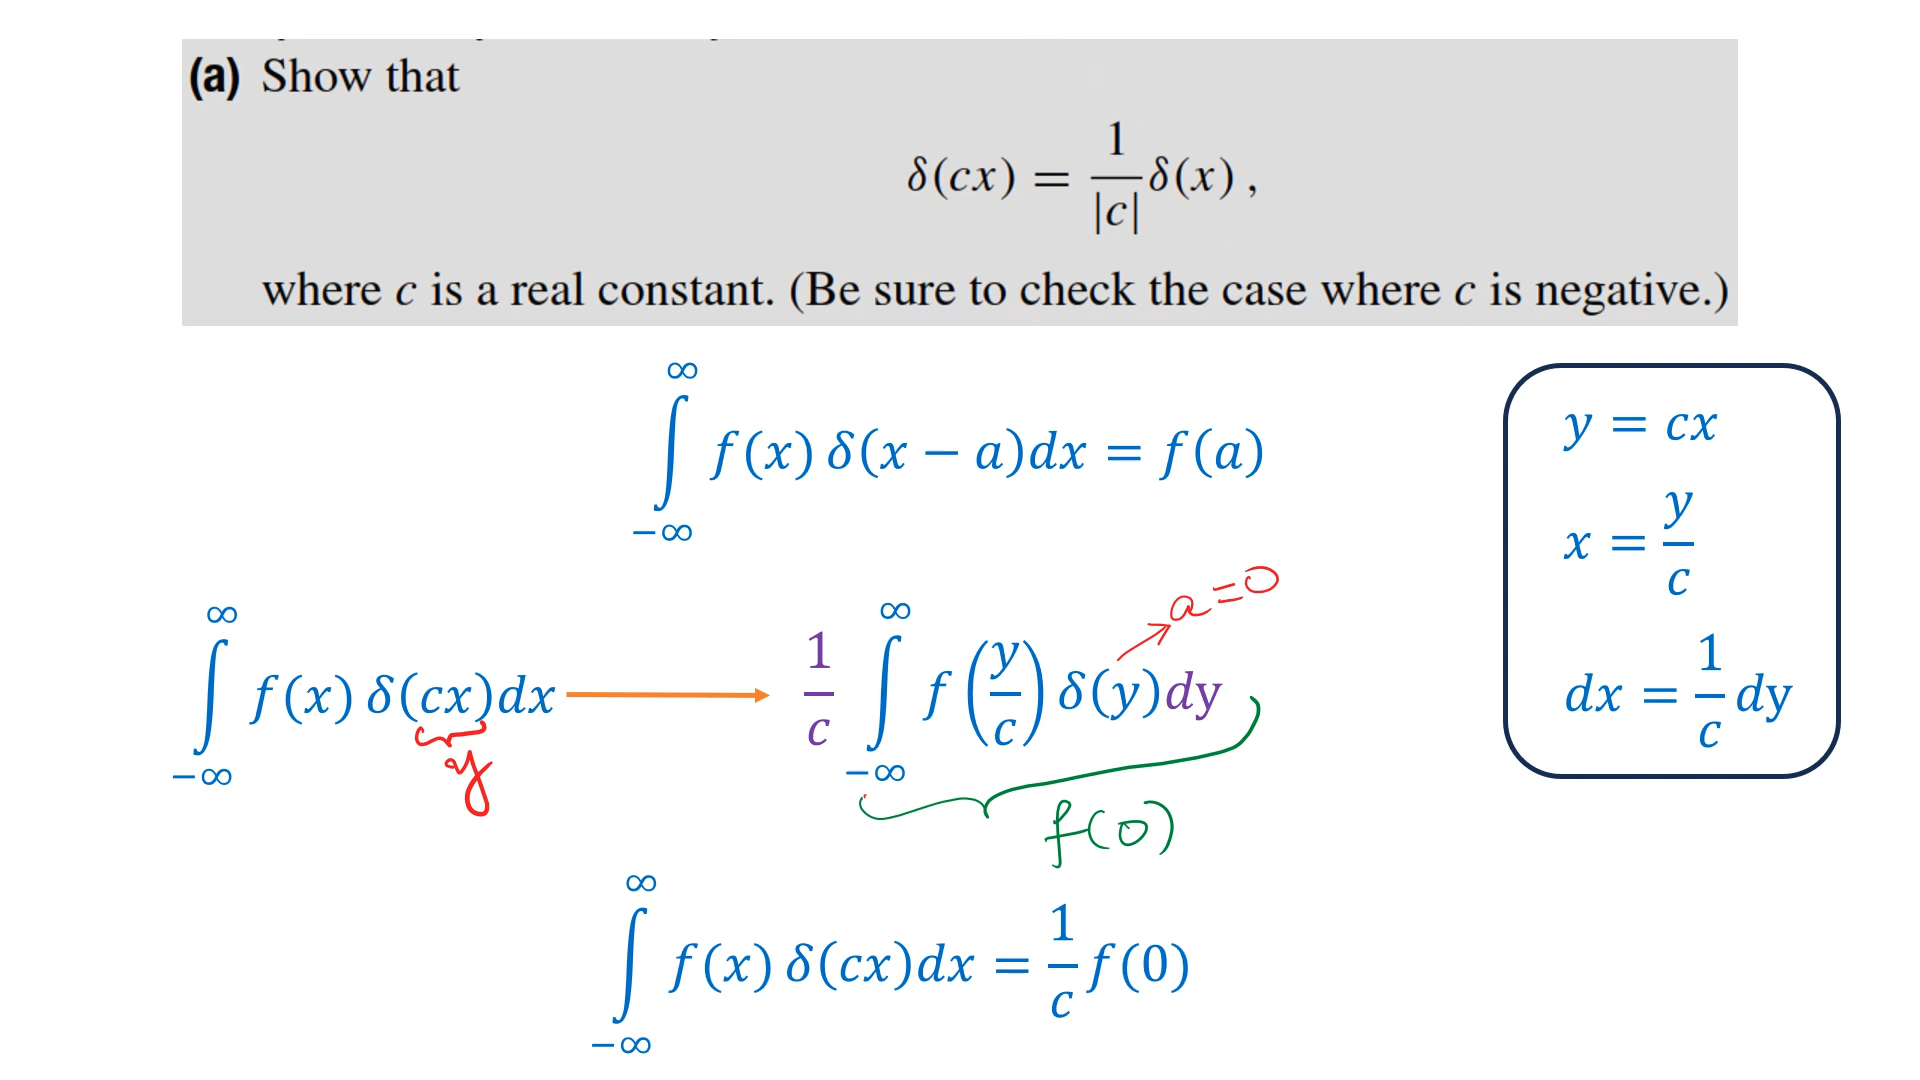 (a) Show that
δ(cx) = 1/|c| δ(x) ,
where c is a real constant. (Be sure to check the case where c is negative.)
∫_{−∞}^{∞} f(x) δ(x − a)dx = f(a)
y = cx
x = y/c
dx = 1/c dy
a=0
∫_{−∞}^{∞} f(x) δ(cx)dx → 1/c ∫_{−∞}^{∞} f(y/c) δ(y)dy
y
f(0)
∫_{−∞}^{∞} f(x) δ(cx)dx = 1/c f(0)